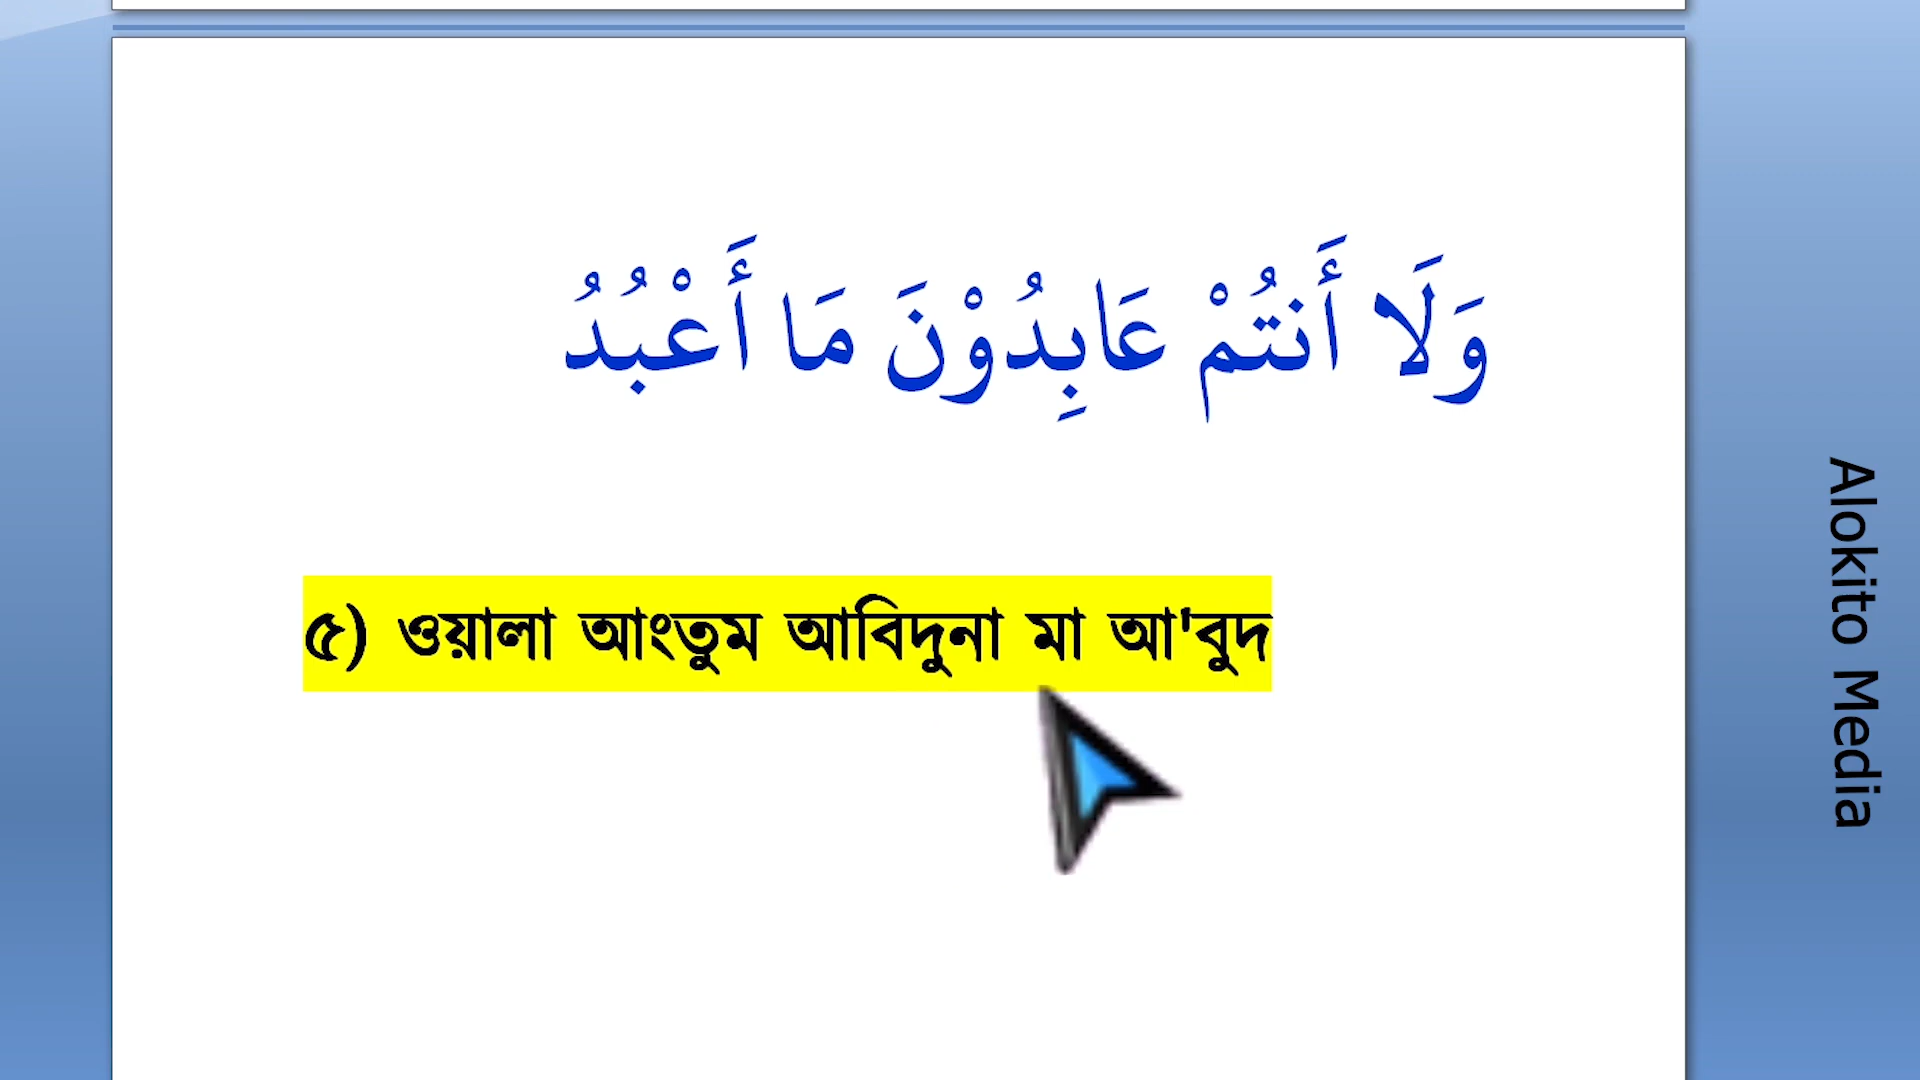 وَلَا أَنتُمْ عَابِدُوْنَ مَا أَعْبُدُ
৫) ওয়ালা আংতুম আবিদুনা মা আ'বুদ
Alokito Media